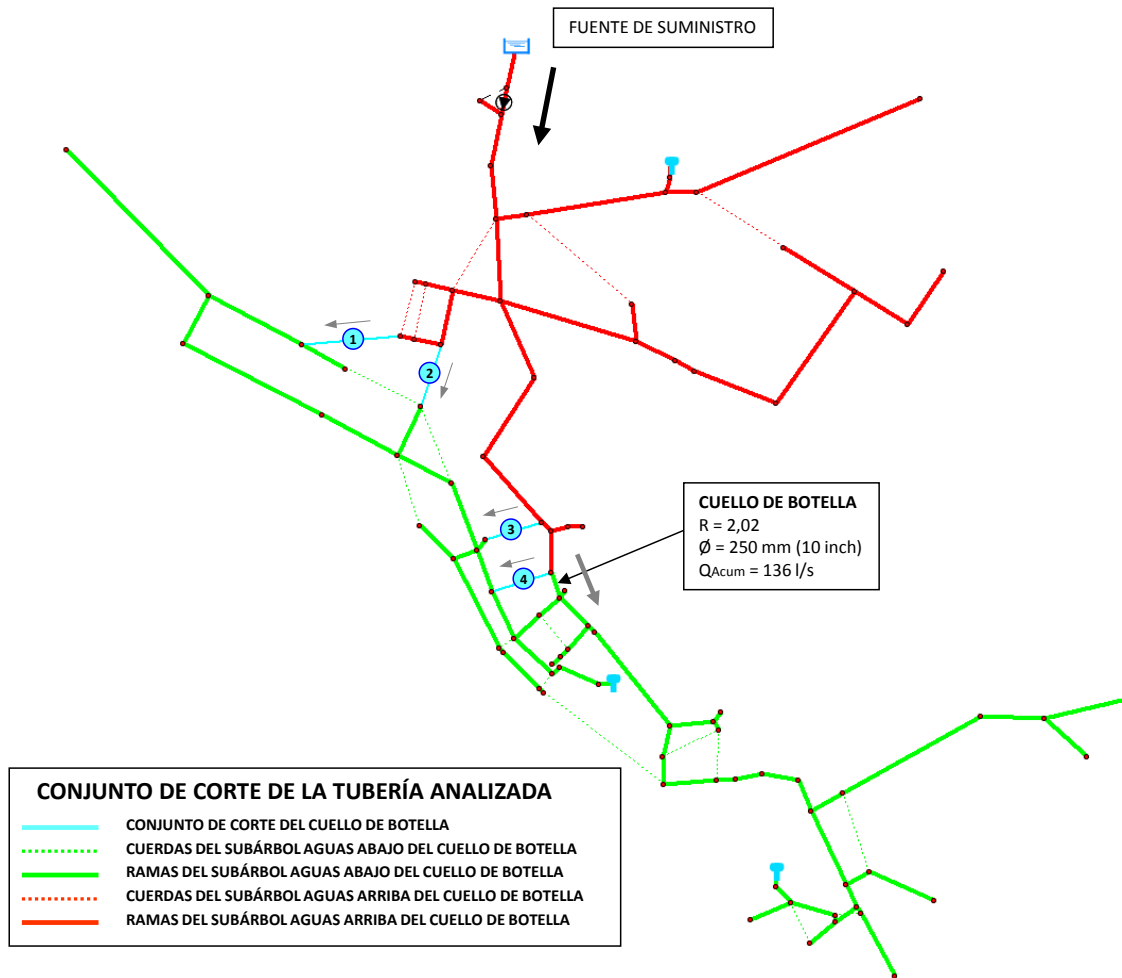 FUENTE DE SUMINISTRO
1
2
CUELLO DE BOTELLA
R = 2,02
Ø = 250 mm (10 inch)
QAcum = 136 l/s
3
4
CONJUNTO DE CORTE DE LA TUBERÍA ANALIZADA
CONJUNTO DE CORTE DEL CUELLO DE BOTELLA
CUERDAS DEL SUBÁRBOL AGUAS ABAJO DEL CUELLO DE BOTELLA
RAMAS DEL SUBÁRBOL AGUAS ABAJO DEL CUELLO DE BOTELLA
CUERDAS DEL SUBÁRBOL AGUAS ARRIBA DEL CUELLO DE BOTELLA
RAMAS DEL SUBÁRBOL AGUAS ARRIBA DEL CUELLO DE BOTELLA